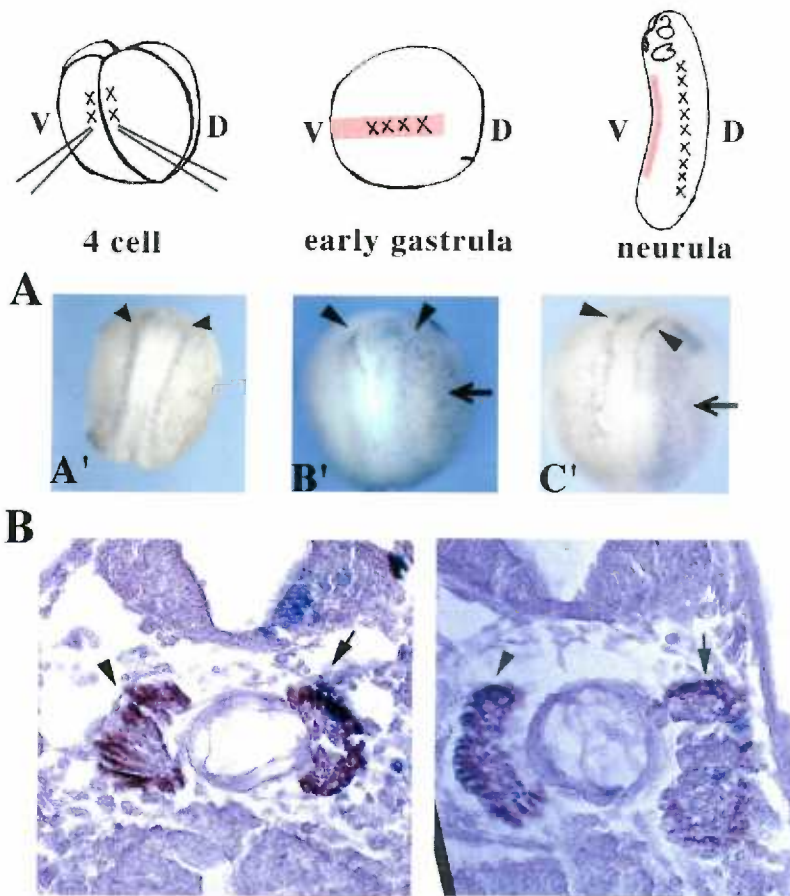 V D V D V D
4 cell early gastrula neurula
A
A' B' C'
B